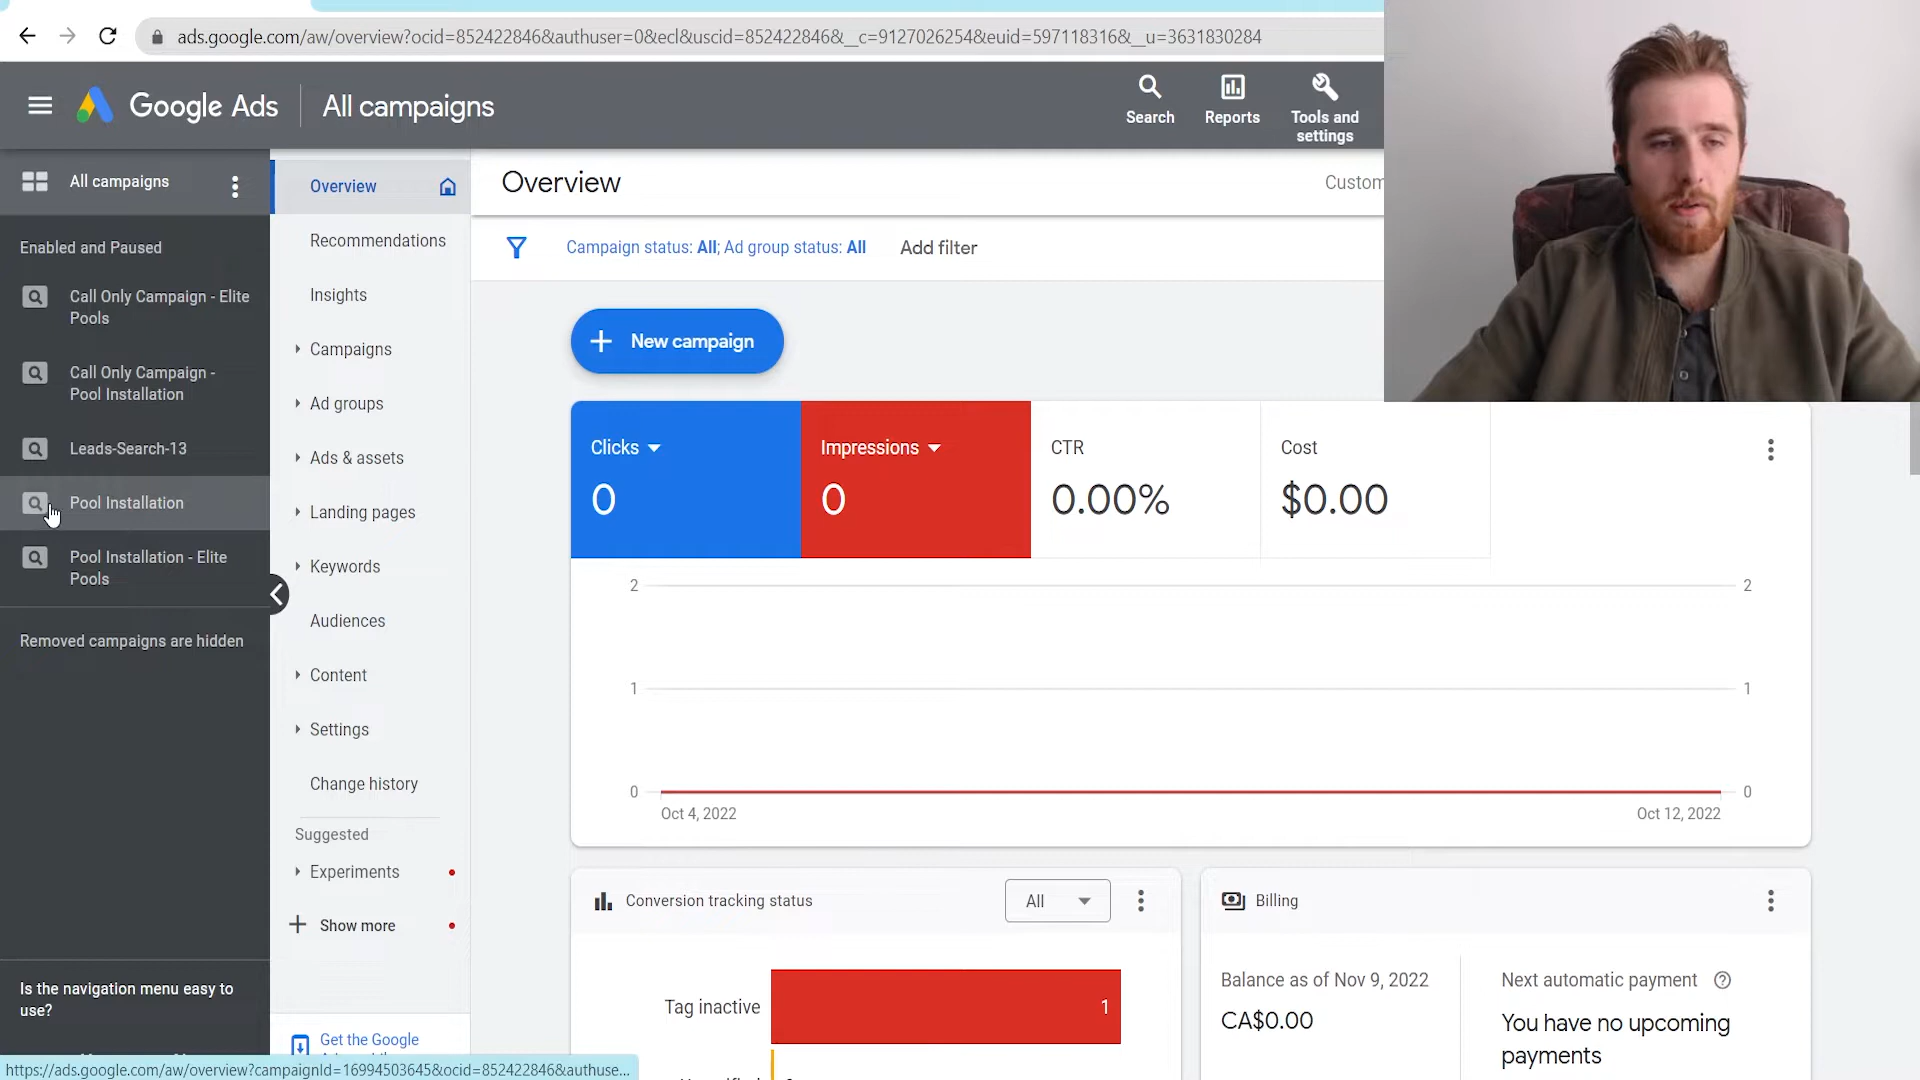 ads.google.com/aw/overview?ocid=852422846&authuser=0&ecl&uscid=852422846&__c=9127026254&euid=597118316&__u=3631830284
Google Ads
All campaigns
Search
Reports
Tools and
settings
All campaigns
Enabled and Paused
Call Only Campaign - Elite
Pools
Call Only Campaign -
Pool Installation
Leads-Search-13
Pool Installation
Pool Installation - Elite
Pools
Removed campaigns are hidden
Is the navigation menu easy to
use?
Overview
Recommendations
Insights
Campaigns
Ad groups
Ads & assets
Landing pages
Keywords
Audiences
Content
Settings
Change history
Suggested
Experiments
Show more
Get the Google
Overview
Custom
Campaign status: All; Ad group status: All
Add filter
New campaign
Clicks
0
Impressions
0
CTR
0.00%
Cost
$0.00
2
2
1
1
0
0
Oct 4, 2022
Oct 12, 2022
Conversion tracking status
All
Tag inactive
1
Billing
Balance as of Nov 9, 2022
CA$0.00
Next automatic payment
You have no upcoming
payments
https://ads.google.com/aw/overview?campaignId=16994503645&ocid=852422846&authuse...